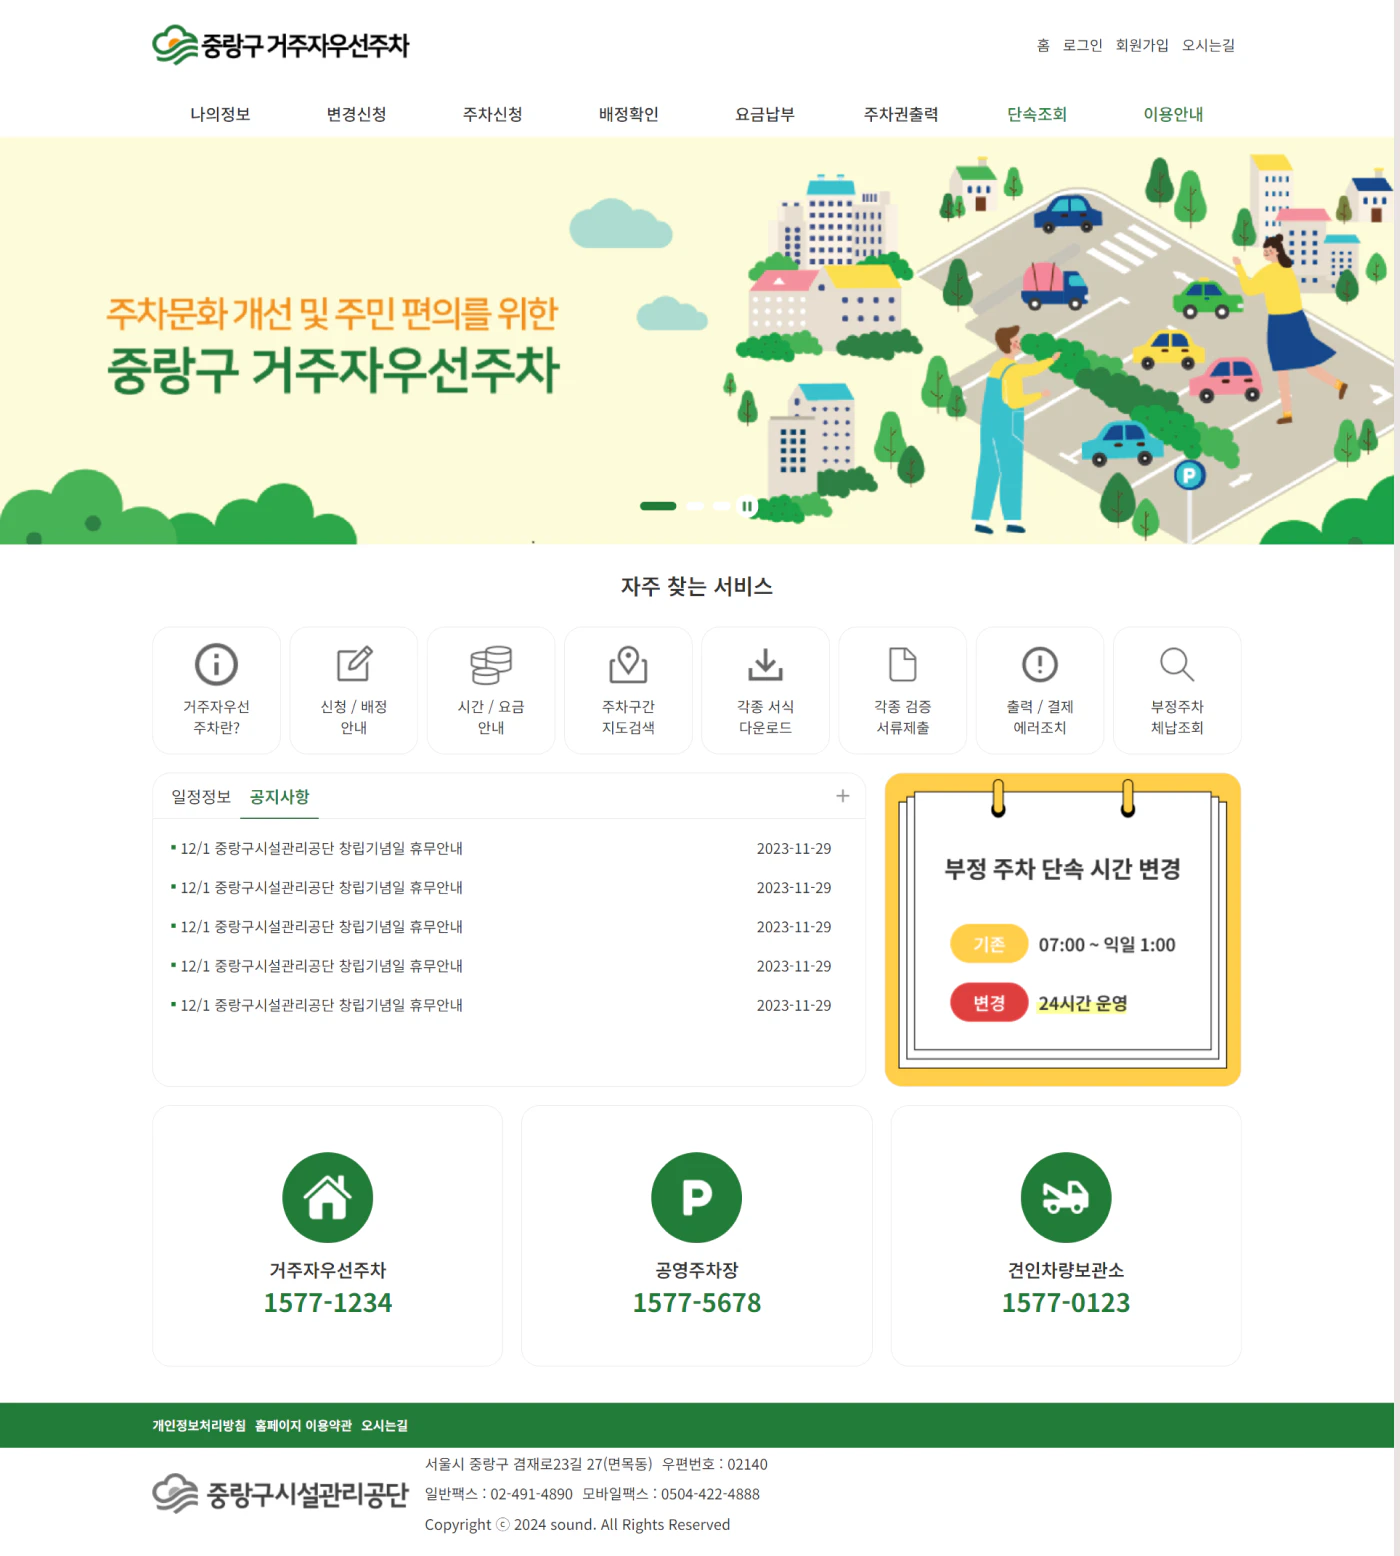 중랑구 거주자우선주차
홈 로그인 회원가입 오시는길
나의정보 변경신청 주차신청 배정확인 요금납부 주차권출력 단속조회 이용안내
주차문화 개선 및 주민 편의를 위한
중랑구 거주자우선주차
P
자주 찾는 서비스
거주자우선
주차란?
신청 / 배정
안내
시간 / 요금
안내
주차구간
지도검색
각종 서식
다운로드
각종 검증
서류제출
출력 / 결제
에러조치
부정주차
체납조회
일정정보 공지사항 +
12/1 중랑구시설관리공단 창립기념일 휴무안내 2023-11-29
12/1 중랑구시설관리공단 창립기념일 휴무안내 2023-11-29
12/1 중랑구시설관리공단 창립기념일 휴무안내 2023-11-29
12/1 중랑구시설관리공단 창립기념일 휴무안내 2023-11-29
12/1 중랑구시설관리공단 창립기념일 휴무안내 2023-11-29
부정 주차 단속 시간 변경
기존 07:00 ~ 익일 1:00
변경 24시간 운영
거주자우선주차
1577-1234
P
공영주차장
1577-5678
견인차량보관소
1577-0123
개인정보처리방침 홈페이지 이용약관 오시는길
중랑구시설관리공단
서울시 중랑구 겸재로23길 27(면목동) 우편번호 : 02140
일반팩스 : 02-491-4890 모바일팩스 : 0504-422-4888
Copyright ⓒ 2024 sound. All Rights Reserved